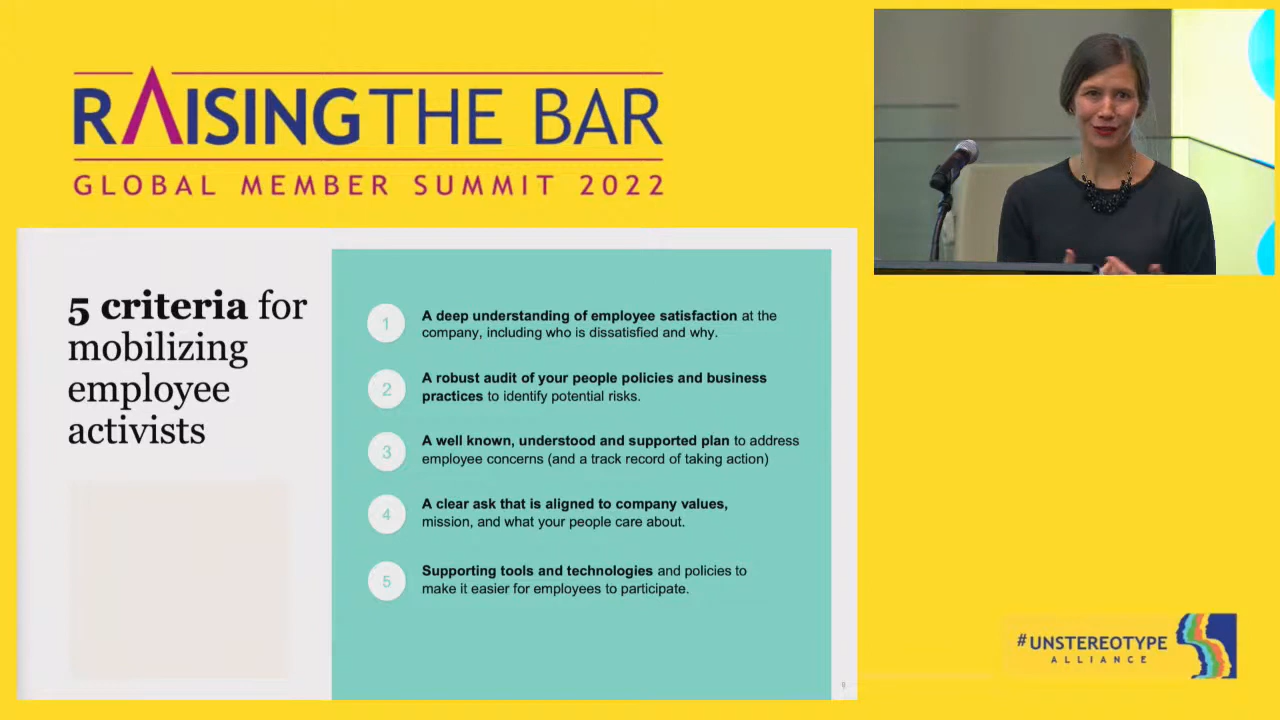 RAISING THE BAR
GLOBAL MEMBER SUMMIT 2022
5 criteria for
mobilizing
employee
activists
1
A deep understanding of employee satisfaction at the
company, including who is dissatisfied and why.
2
A robust audit of your people policies and business
practices to identify potential risks.
3
A well known, understood and supported plan to address
employee concerns (and a track record of taking action)
4
A clear ask that is aligned to company values,
mission, and what your people care about.
5
Supporting tools and technologies and policies to
make it easier for employees to participate.
#UNSTEREOTYPE
ALLIANCE